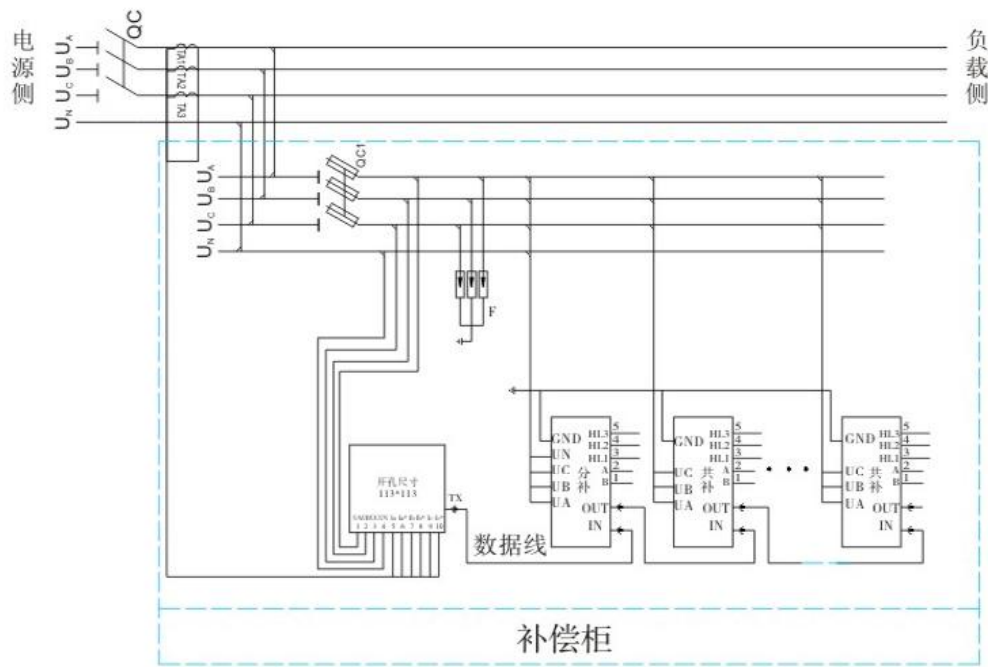 电源侧
QC
UA
UB
UC
UN
TA1
TA2
TA3
负载侧
UA
UB
UC
UN
QC1
F
开孔尺寸
113*113
1 2 3 4 5 6 7 8 9 10
TX
数据线
GND
UN
UC
UB
UA
分补
HL3 5
HL2 4
HL1 3
A 2
B 1
OUT
IN
GND
UC
UB
UA
共补
HL3 5
HL2 4
HL1 3
A 2
B 1
OUT
IN
GND
UC
UB
UA
共补
HL3 5
HL2 4
HL1 3
A 2
B 1
OUT
IN
补偿柜